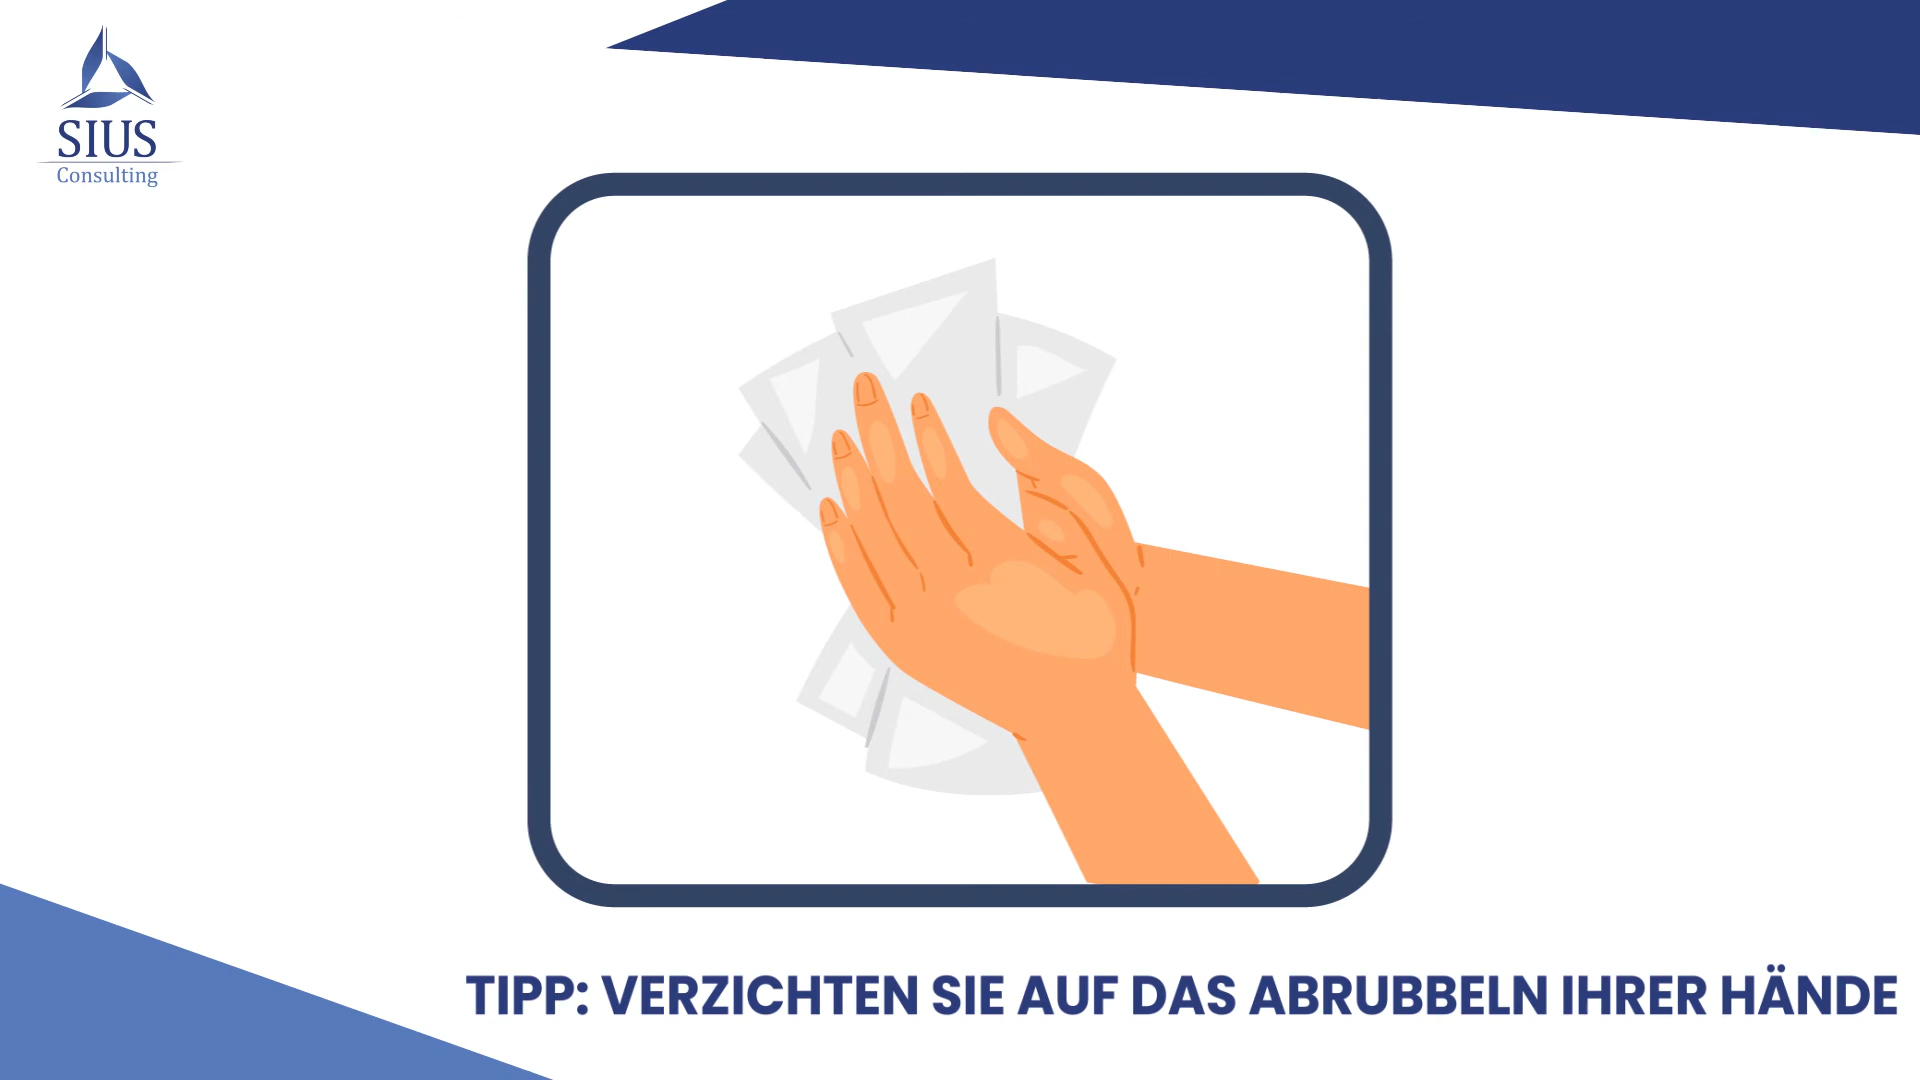 SIUS
Consulting
TIPP: VERZICHTEN SIE AUF DAS ABRUBBELN IHRER HÄNDE